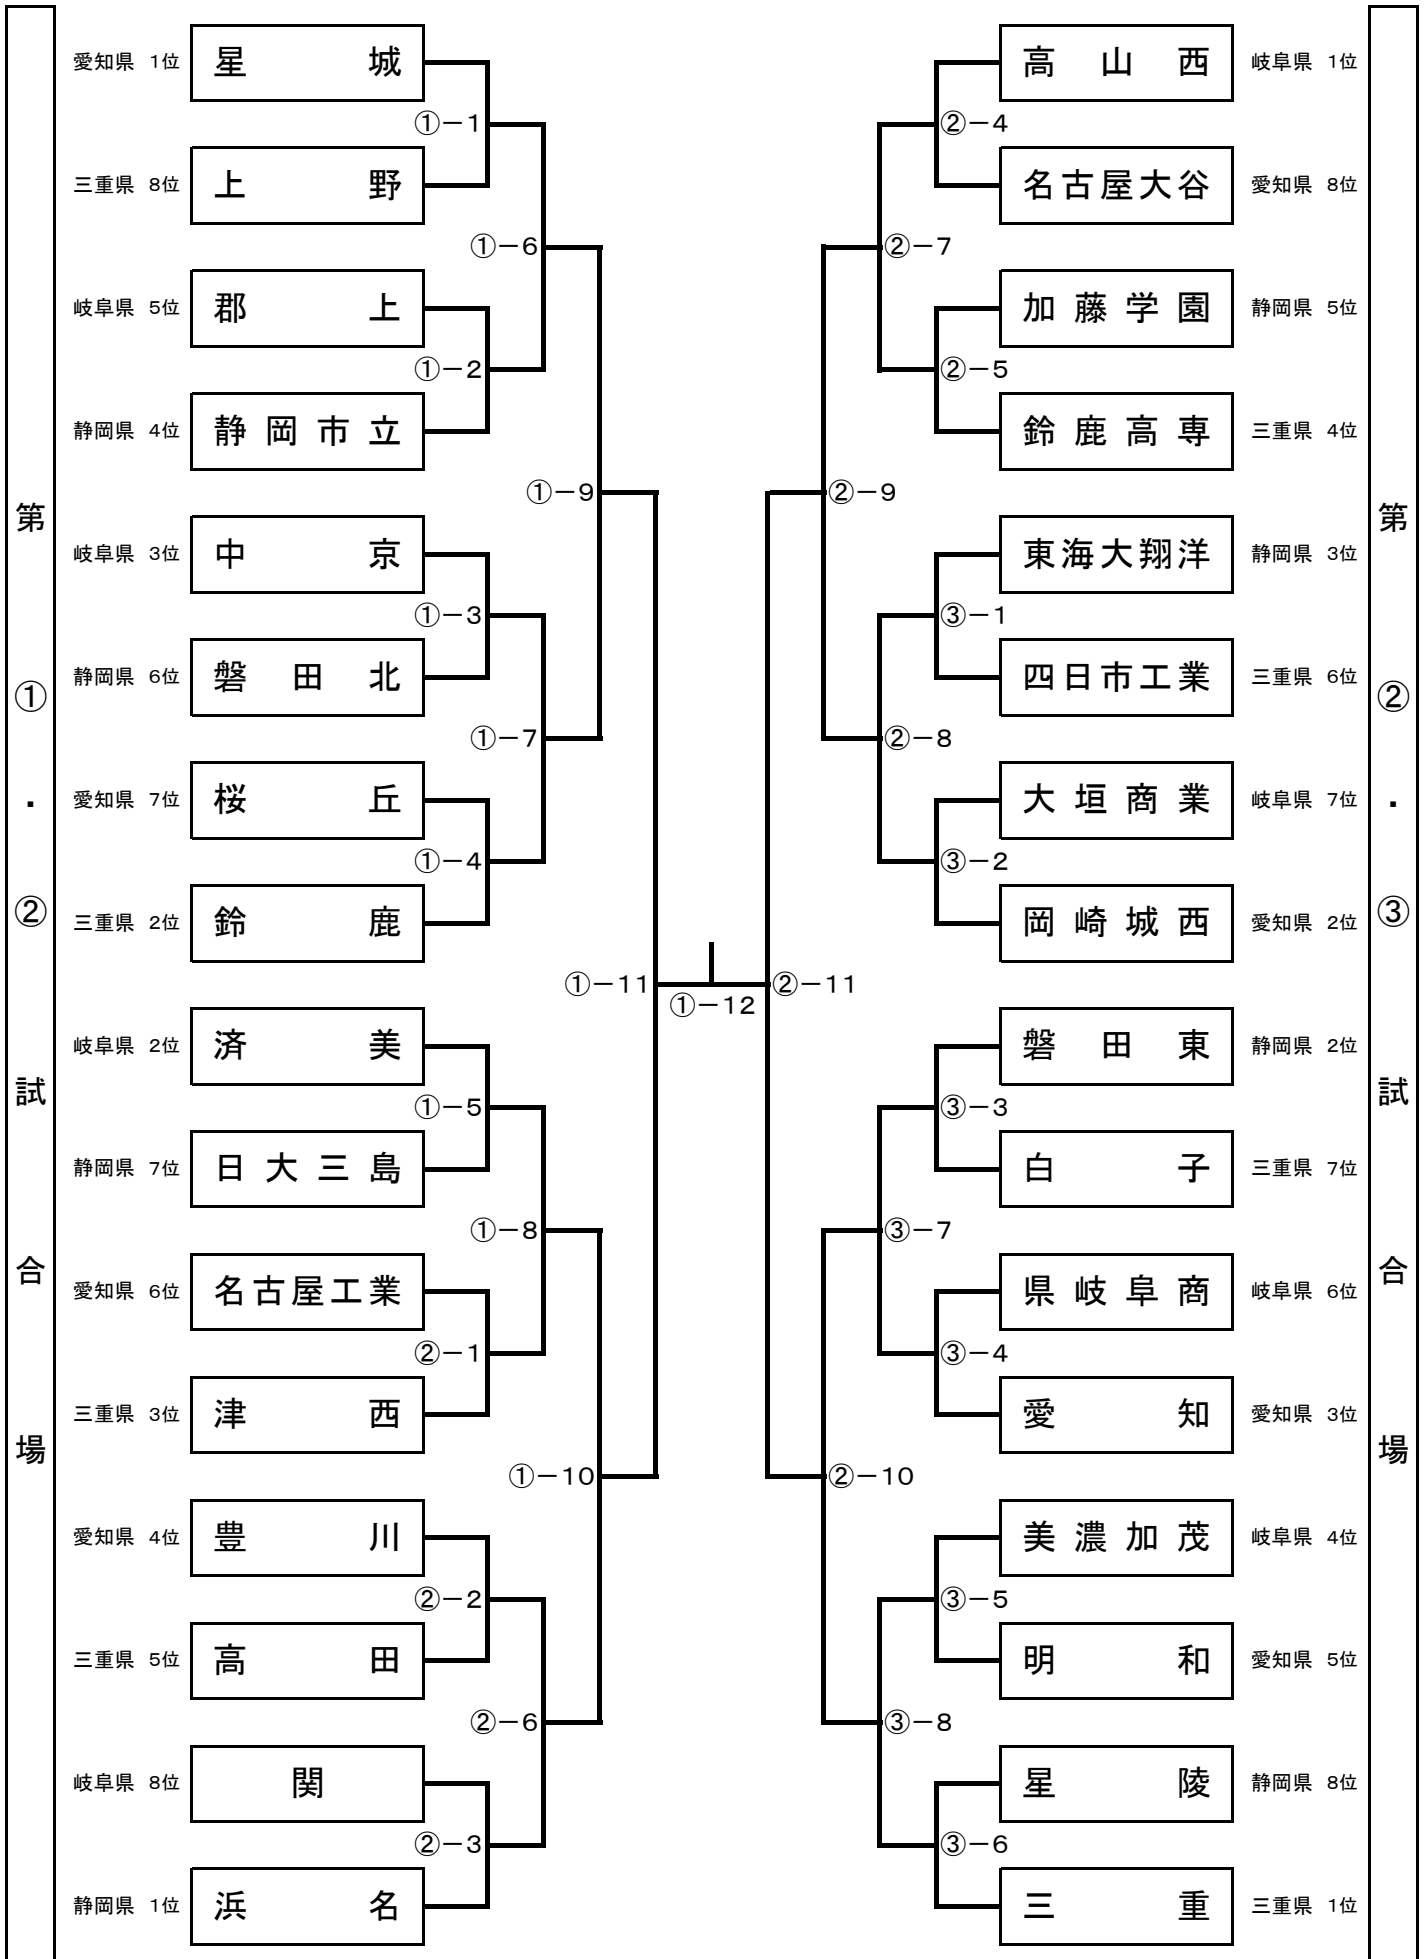 愛知県 1位 星城
①－1
三重県 8位 上野
①－6
岐阜県 5位 郡上
①－2
静岡県 4位 静岡市立
①－9
岐阜県 3位 中京
①－3
静岡県 6位 磐田北
①－7
愛知県 7位 桜丘
①－4
三重県 2位 鈴鹿
①－11
岐阜県 2位 済美
①－5
静岡県 7位 日大三島
①－8
愛知県 6位 名古屋工業
②－1
三重県 3位 津西
①－10
愛知県 4位 豊川
②－2
三重県 5位 高田
②－6
岐阜県 8位 関
②－3
静岡県 1位 浜名
第①・②試合場
①－12
高山西 岐阜県 1位
②－4
名古屋大谷 愛知県 8位
②－7
加藤学園 静岡県 5位
②－5
鈴鹿高専 三重県 4位
②－9
東海大翔洋 静岡県 3位
③－1
四日市工業 三重県 6位
②－8
大垣商業 岐阜県 7位
③－2
岡崎城西 愛知県 2位
②－11
磐田東 静岡県 2位
③－3
白子 三重県 7位
③－7
県岐阜商 岐阜県 6位
③－4
愛知 愛知県 3位
②－10
美濃加茂 岐阜県 4位
③－5
明和 愛知県 5位
③－8
星陵 静岡県 8位
③－6
三重 三重県 1位
第②・③試合場